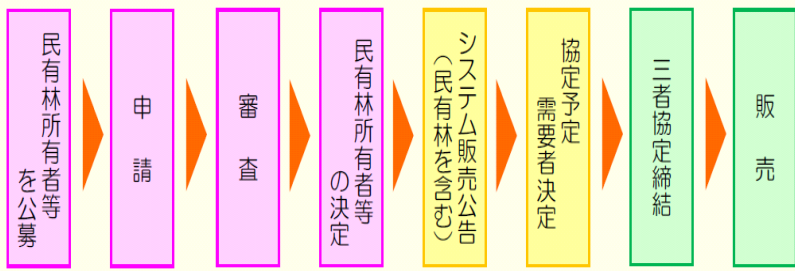 民有林所有者等
を公募
申請
審査
民有林所有者等
の決定
システム販売公告
（民有林を含む）
協定予定
需要者決定
三者協定締結
販売